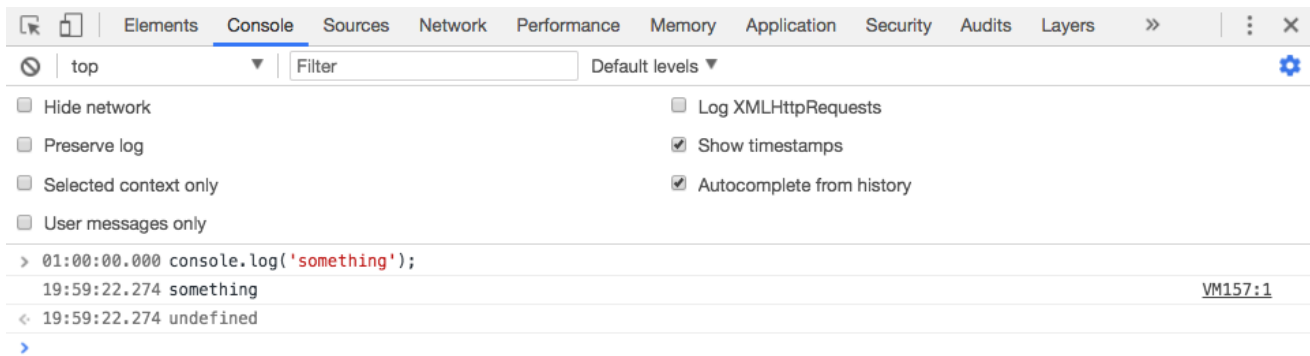 Elements Console Sources Network Performance Memory Application Security Audits Layers »
top Filter Default levels
Hide network Log XMLHttpRequests
Preserve log Show timestamps
Selected context only Autocomplete from history
User messages only
> 01:00:00.000 console.log('something');
19:59:22.274 something VM157:1
19:59:22.274 undefined
>